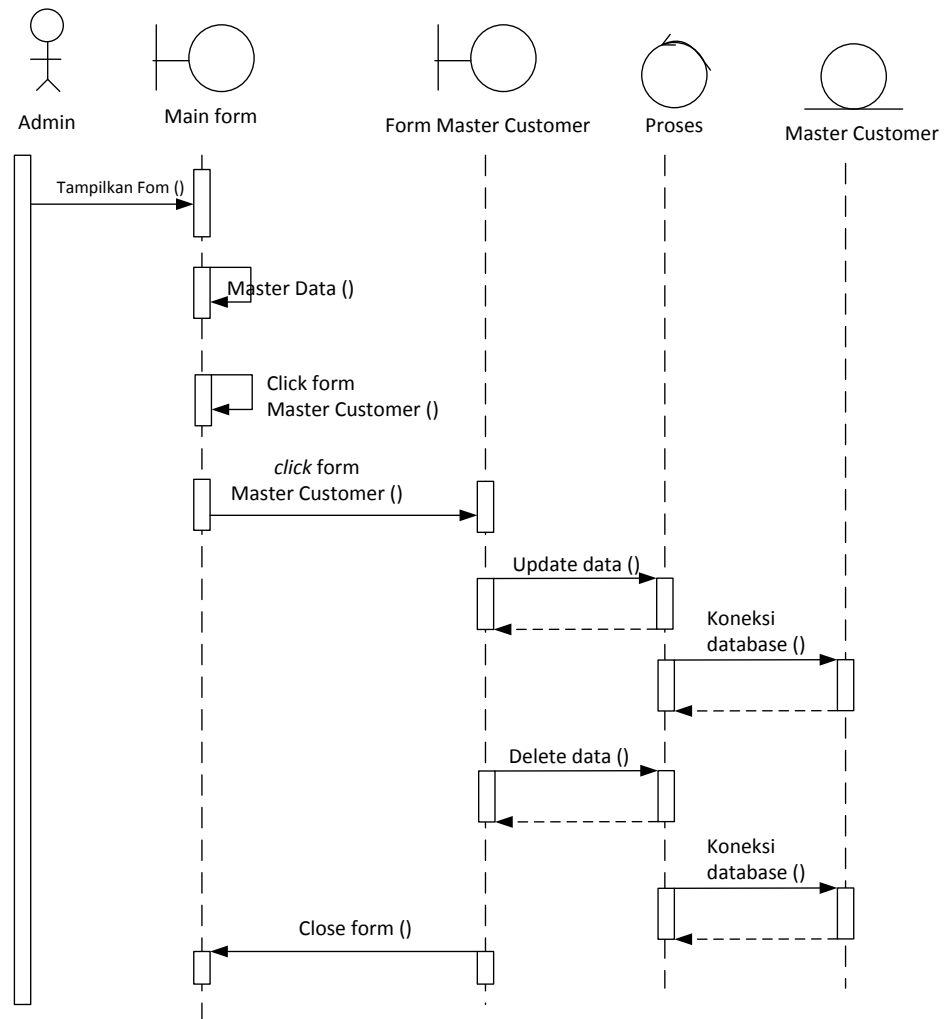 Admin
Main form
Form Master Customer
Proses
Master Customer
Tampilkan Fom ()
Master Data ()
Click form
Master Customer ()
click form
Master Customer ()
Update data ()
Koneksi
database ()
Delete data ()
Koneksi
database ()
Close form ()